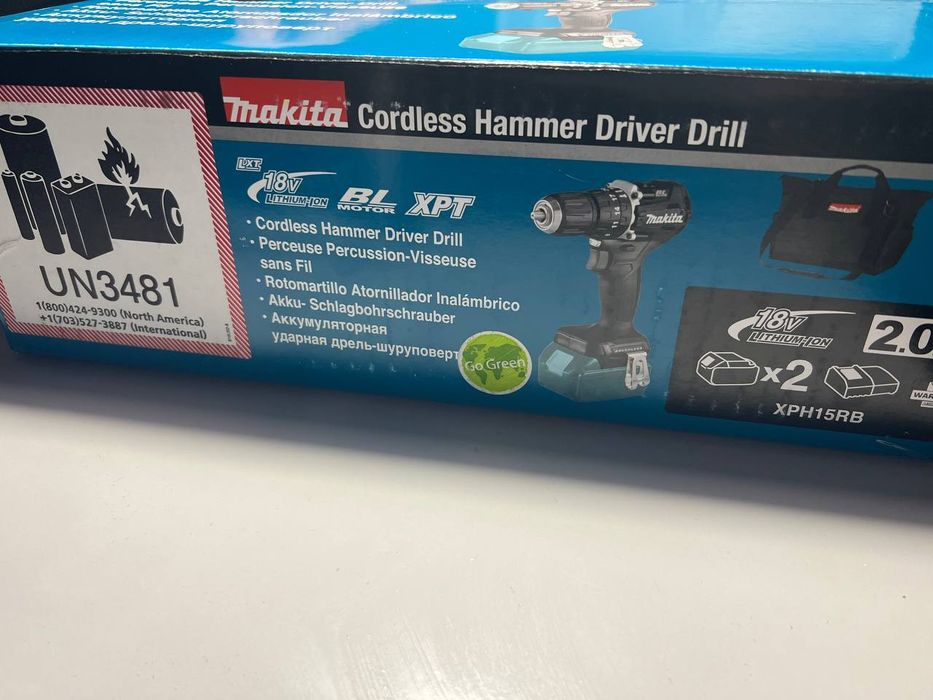 Makita Cordless Hammer Driver Drill
LXT
18V
LITHIUM-ION
BL
MOTOR
XPT
· Cordless Hammer Driver Drill
· Perceuse Percussion-Visseuse
sans Fil
· Rotomartillo Atornillador Inalámbrico
· Akku- Schlagbohrschrauber
· Аккумуляторная
ударная дрель-шуруповерт
Go Green
makita
makita
UN3481
1(800)424-9300 (North America)
+1(703)527-3887 (International)
18V
LITHIUM-ION
2.0
x2
XPH15RB